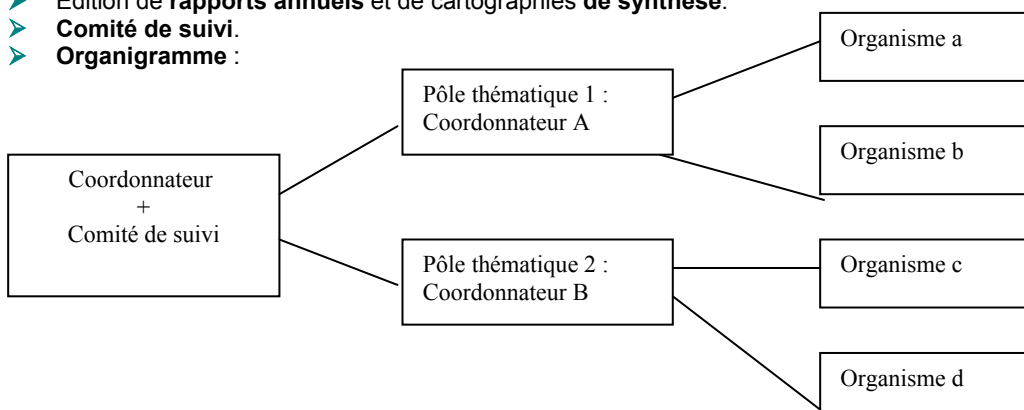 Edition de rapports annuels et de cartographies de synthèse.
Comité de suivi.
Organigramme :
Organisme a
Pôle thématique 1 :
Coordonnateur A
Organisme b
Coordonnateur
+
Comité de suivi
Pôle thématique 2 :
Coordonnateur B
Organisme c
Organisme d